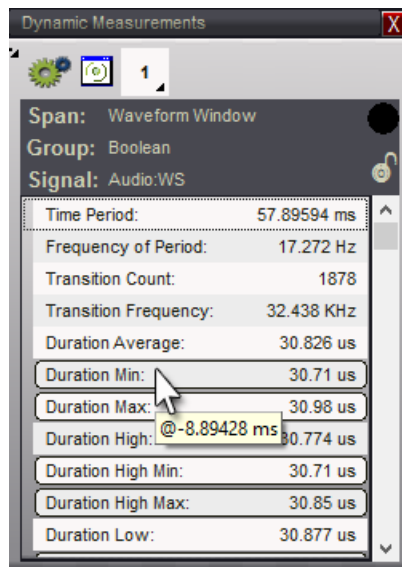 Dynamic Measurements X
1
Span: Waveform Window
Group: Boolean
Signal: Audio:WS
Time Period: 57.89594 ms
Frequency of Period: 17.272 Hz
Transition Count: 1878
Transition Frequency: 32.438 KHz
Duration Average: 30.826 us
Duration Min: 30.71 us
Duration Max: 30.98 us
@-8.89428 ms
Duration High: 30.774 us
Duration High Min: 30.71 us
Duration High Max: 30.85 us
Duration Low: 30.877 us